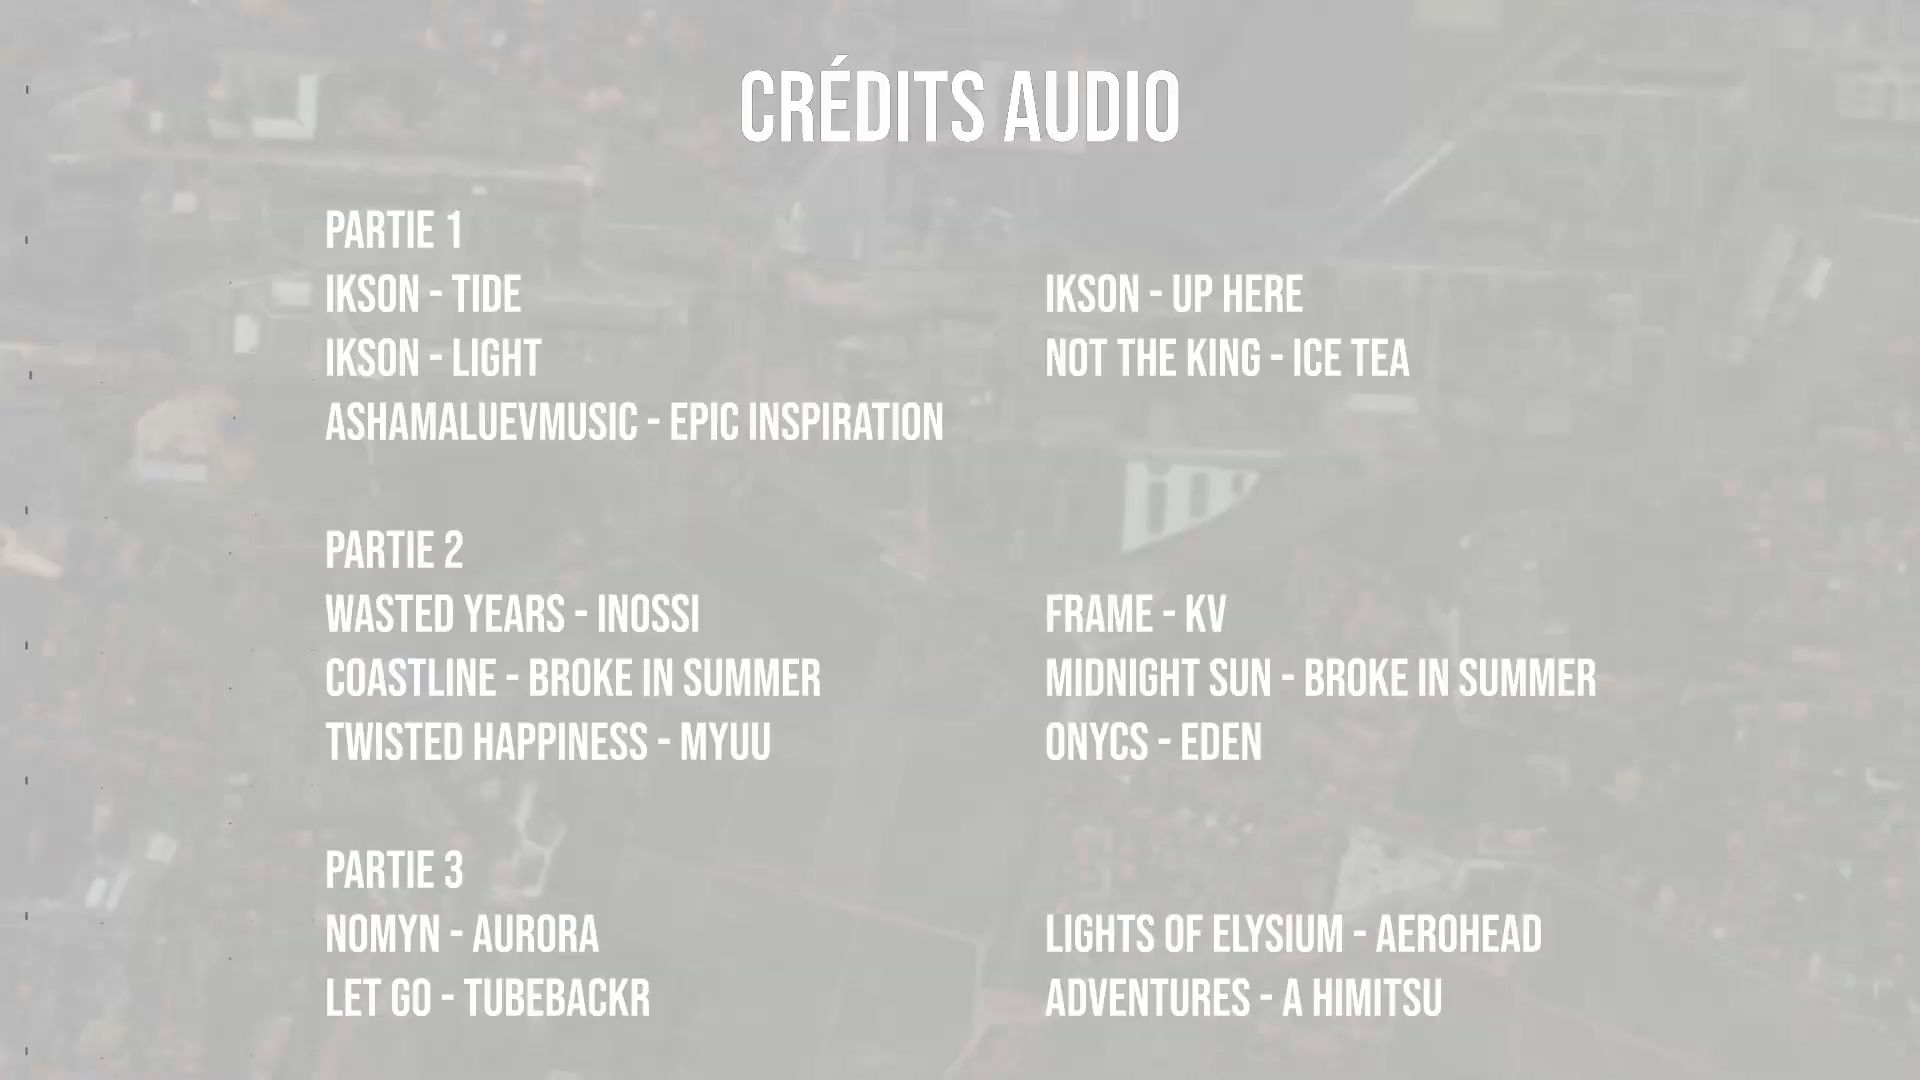 CRÉDITS AUDIO
PARTIE 1
IKSON - TIDE
IKSON - LIGHT
ASHAMALUEVMUSIC - EPIC INSPIRATION
IKSON - UP HERE
NOT THE KING - ICE TEA
PARTIE 2
WASTED YEARS - INOSSI
COASTLINE - BROKE IN SUMMER
TWISTED HAPPINESS - MYUU
FRAME - KV
MIDNIGHT SUN - BROKE IN SUMMER
ONYCS - EDEN
PARTIE 3
NOMYN - AURORA
LET GO - TUBEBACKR
LIGHTS OF ELYSIUM - AEROHEAD
ADVENTURES - A HIMITSU